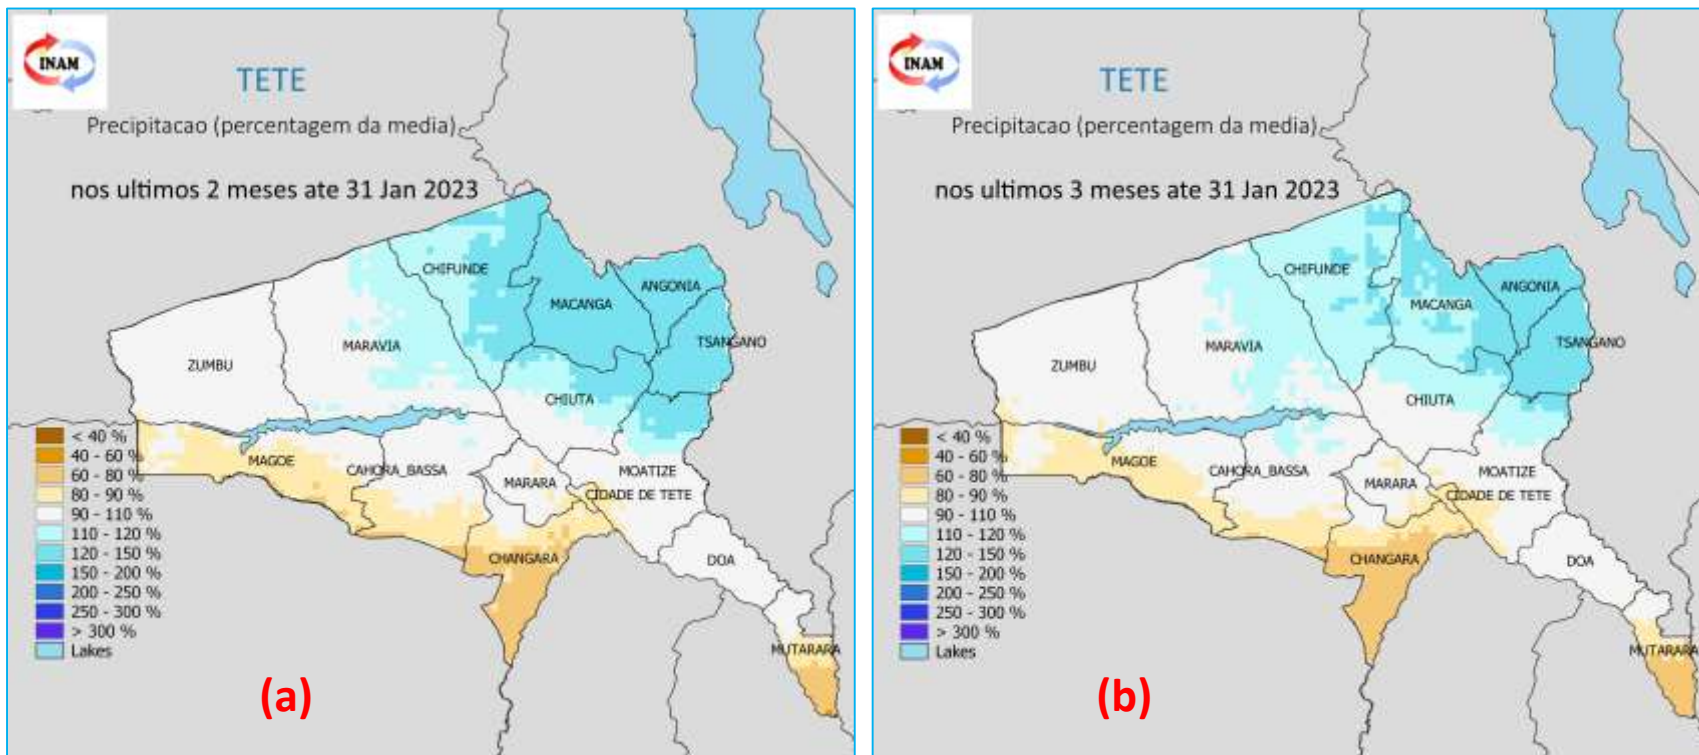 INAM
TETE
Precipitacao (percentagem da media)
nos ultimos 2 meses ate 31 Jan 2023
CHIFUNDE
ANGONIA
MACANGA
TSANGANO
MARAVIA
ZUMBU
CHIUTA
MAGOE
CAHORA_BASSA
MOATIZE
MARARA
CIDADE DE TETE
CHANGARA
DOA
MUTARARA
< 40 %
40 - 60 %
60 - 80 %
80 - 90 %
90 - 110 %
110 - 120 %
120 - 150 %
150 - 200 %
200 - 250 %
250 - 300 %
> 300 %
Lakes
(a)
INAM
TETE
Precipitacao (percentagem da media)
nos ultimos 3 meses ate 31 Jan 2023
CHIFUNDE
ANGONIA
MACANGA
TSANGANO
MARAVIA
ZUMBU
CHIUTA
MAGOE
CAHORA_BASSA
MOATIZE
MARARA
CIDADE DE TETE
CHANGARA
DOA
MUTARARA
< 40 %
40 - 60 %
60 - 80 %
80 - 90 %
90 - 110 %
110 - 120 %
120 - 150 %
150 - 200 %
200 - 250 %
250 - 300 %
> 300 %
Lakes
(b)